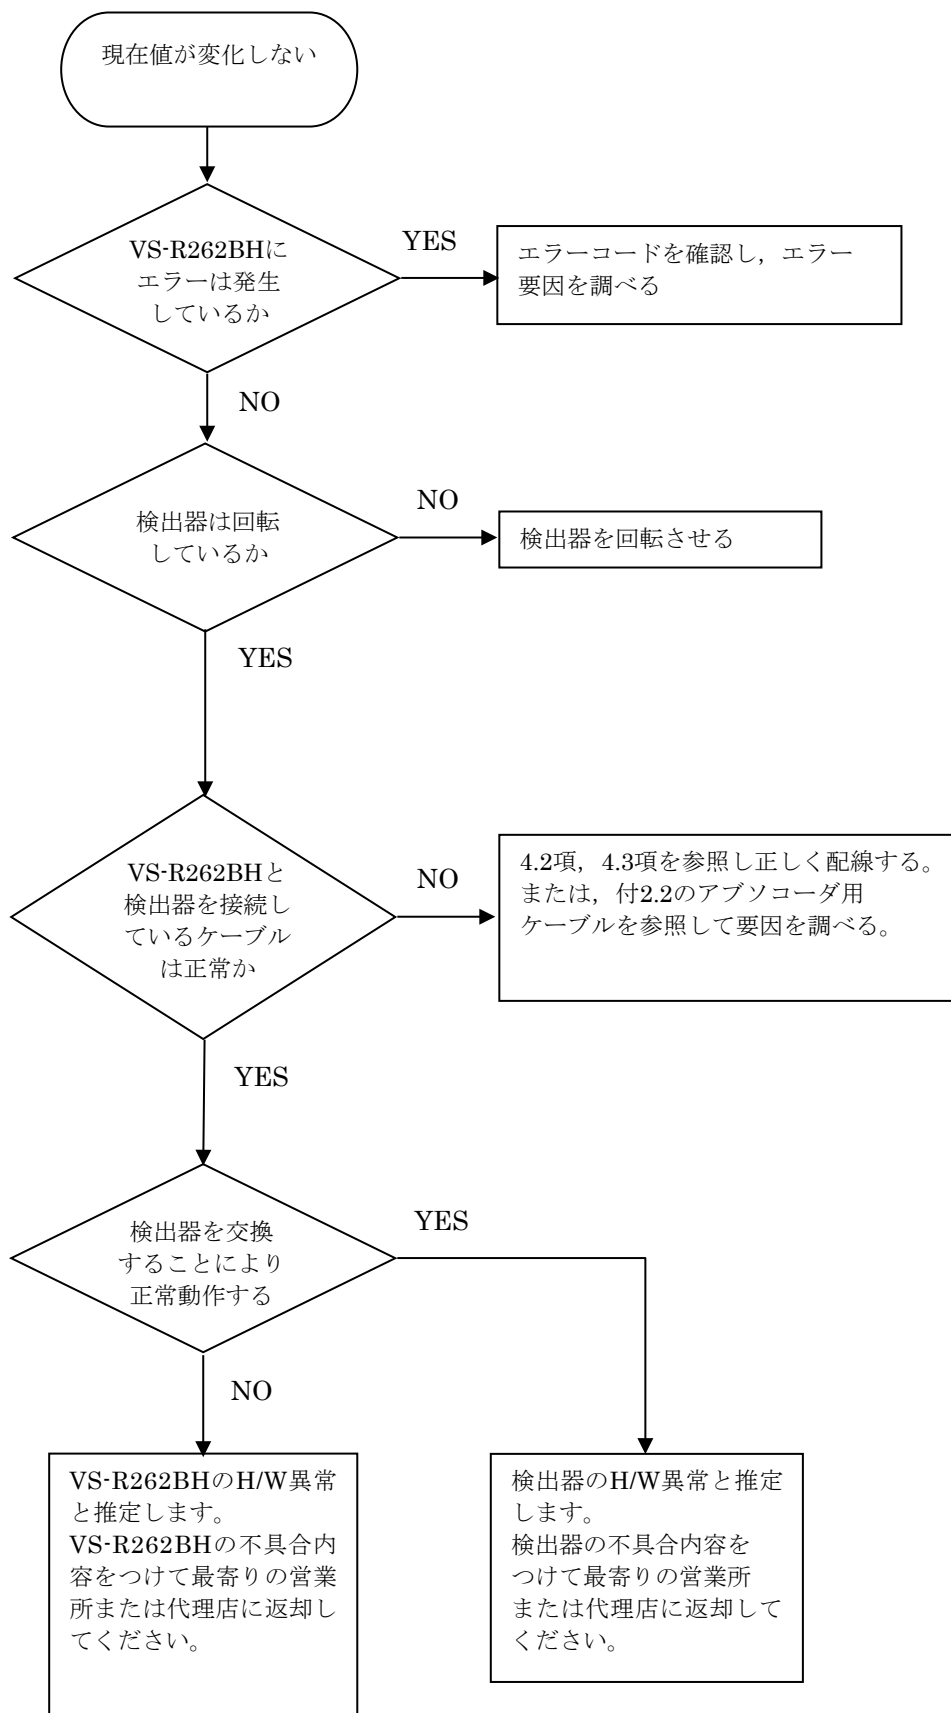 現在値が変化しない
VS-R262BHに
エラーは発生
しているか
YES
エラーコードを確認し，エラー
要因を調べる
NO
検出器は回転
しているか
NO
検出器を回転させる
YES
VS-R262BHと
検出器を接続し
ているケーブル
は正常か
NO
4.2項，4.3項を参照し正しく配線する。
または，付2.2のアブソコーダ用
ケーブルを参照して要因を調べる。
YES
検出器を交換
することにより
正常動作する
YES
NO
VS-R262BHのH/W異常
と推定します。
VS-R262BHの不具合内
容をつけて最寄りの営業
所または代理店に返却し
てください。
検出器のH/W異常と推定
します。
検出器の不具合内容を
つけて最寄りの営業所
または代理店に返却して
ください。